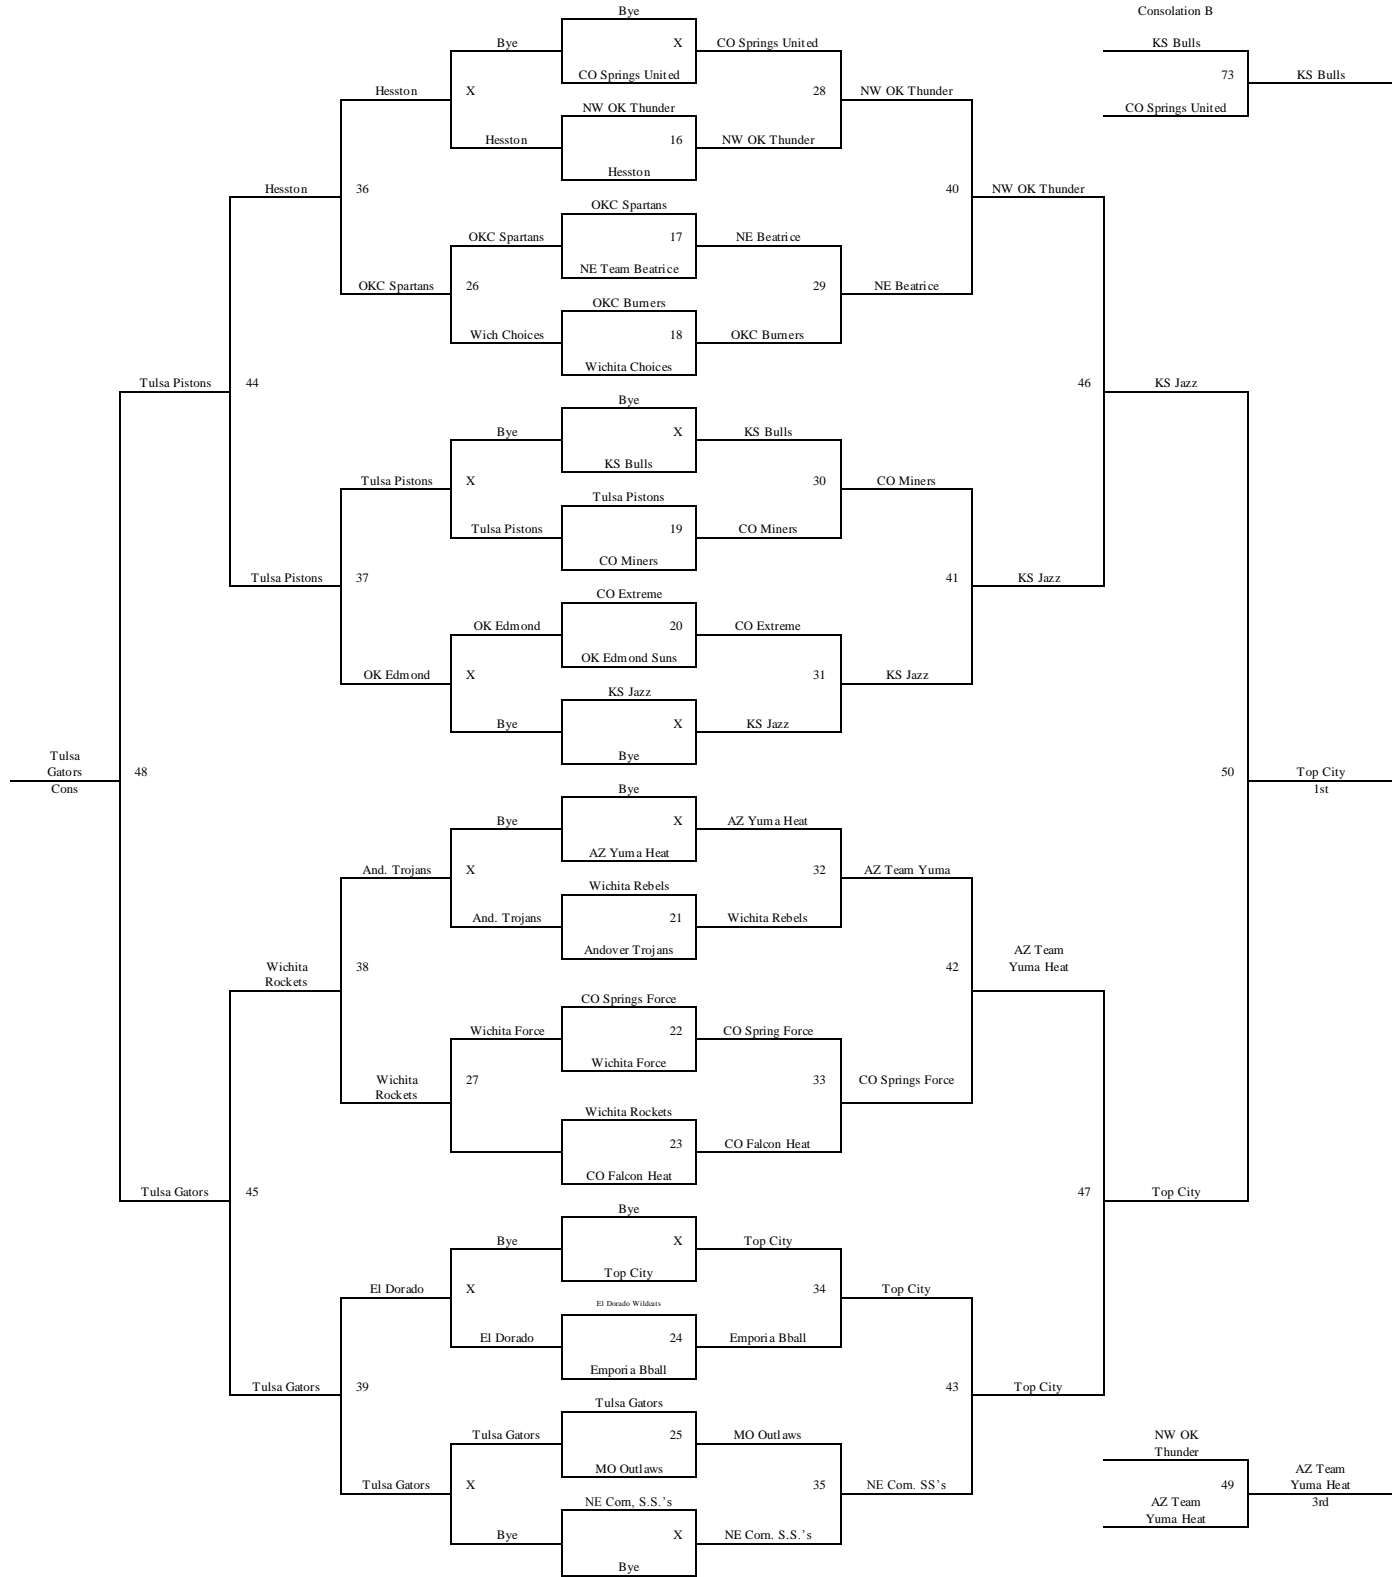 Bye
Consolation B
Bye
X
CO Springs United
KS Bulls
CO Springs United
73
KS Bulls
Hesston
X
28
NW OK Thunder
NW OK Thunder
CO Springs United
Hesston
16
NW OK Thunder
Hesston
Hesston
36
40
NW OK Thunder
OKC Spartans
OKC Spartans
17
NE Beatrice
NE Team Beatrice
OKC Spartans
26
29
NE Beatrice
OKC Burners
Wich Choices
18
OKC Burners
Wichita Choices
Tulsa Pistons
44
46
KS Jazz
Bye
Bye
X
KS Bulls
KS Bulls
Tulsa Pistons
X
30
CO Miners
Tulsa Pistons
Tulsa Pistons
19
CO Miners
CO Miners
Tulsa Pistons
37
41
KS Jazz
CO Extreme
OK Edmond
20
CO Extreme
OK Edmond Suns
OK Edmond
X
31
KS Jazz
KS Jazz
Bye
X
KS Jazz
Bye
Tulsa
Gators
Cons
48
50
Top City
1st
Bye
Bye
X
AZ Yuma Heat
AZ Yuma Heat
And. Trojans
X
32
AZ Team Yuma
Wichita Rebels
And. Trojans
21
Wichita Rebels
Andover Trojans
Wichita
Rockets
38
42
AZ Team
Yuma Heat
CO Springs Force
Wichita Force
22
CO Spring Force
Wichita Force
Wichita
Rockets
27
33
CO Springs Force
Wichita Rockets
23
CO Falcon Heat
CO Falcon Heat
Tulsa Gators
45
47
Top City
Bye
Bye
X
Top City
Top City
El Dorado
X
34
Top City
El Dorado Wildcats
El Dorado
24
Emporia Bball
Emporia Bball
Tulsa Gators
39
43
Top City
Tulsa Gators
Tulsa Gators
25
MO Outlaws
MO Outlaws
NW OK
Thunder
Tulsa Gators
X
35
NE Corn. SS's
49
AZ Team
Yuma Heat
3rd
NE Corn, S.S.'s
AZ Team
Yuma Heat
Bye
X
NE Corn. S.S.'s
Bye